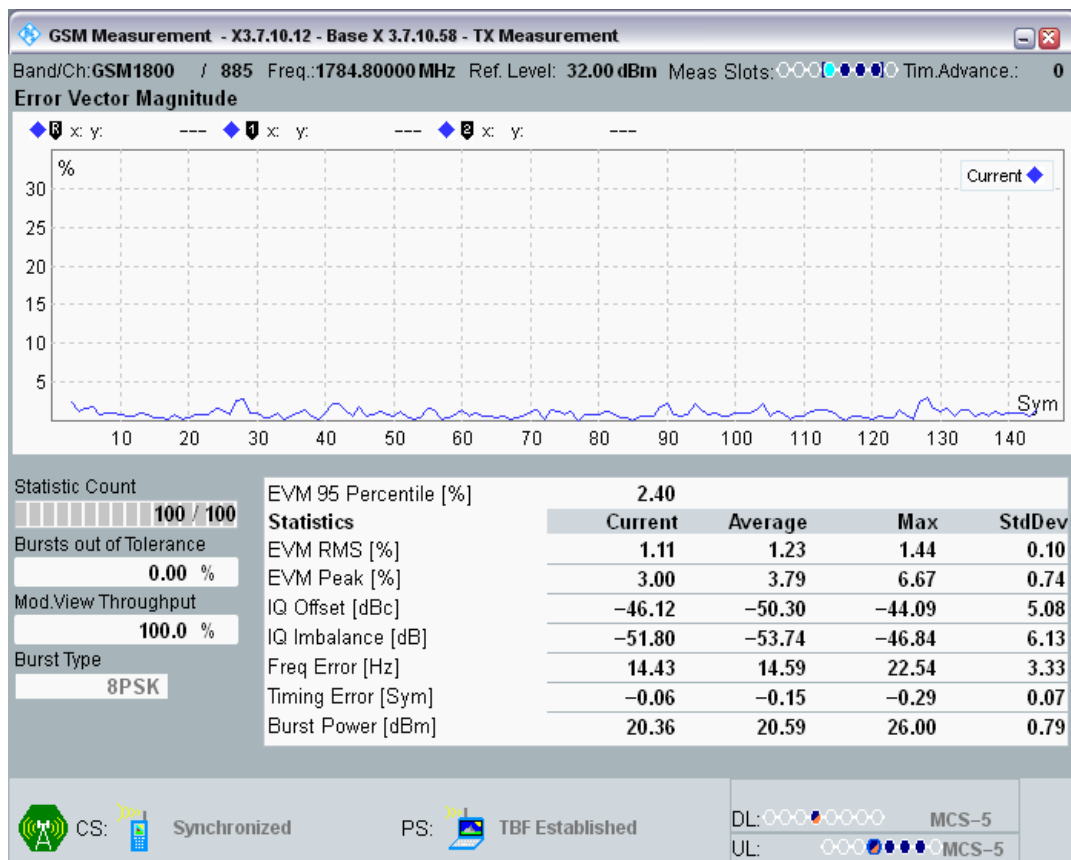 GSM Measurement - X3.7.10.12 - Base X 3.7.10.58 - TX Measurement
Band/Ch:GSM1800 / 885 Freq.:1784.80000 MHz Ref. Level: 32.00 dBm Meas Slots: Tim.Advance.: 0
Error Vector Magnitude
R x: y: --- 1 x: y: --- 2 x: y: ---
%
Current
30
25
20
15
10
5
Sym
10 20 30 40 50 60 70 80 90 100 110 120 130 140
Statistic Count
100 / 100
Bursts out of Tolerance
0.00 %
Mod.View Throughput
100.0 %
Burst Type
8PSK
EVM 95 Percentile [%] 2.40
Statistics Current Average Max StdDev
EVM RMS [%] 1.11 1.23 1.44 0.10
EVM Peak [%] 3.00 3.79 6.67 0.74
IQ Offset [dBc] −46.12 −50.30 −44.09 5.08
IQ Imbalance [dB] −51.80 −53.74 −46.84 6.13
Freq Error [Hz] 14.43 14.59 22.54 3.33
Timing Error [Sym] −0.06 −0.15 −0.29 0.07
Burst Power [dBm] 20.36 20.59 26.00 0.79
CS: Synchronized PS: TBF Established
DL: MCS−5
UL: MCS−5